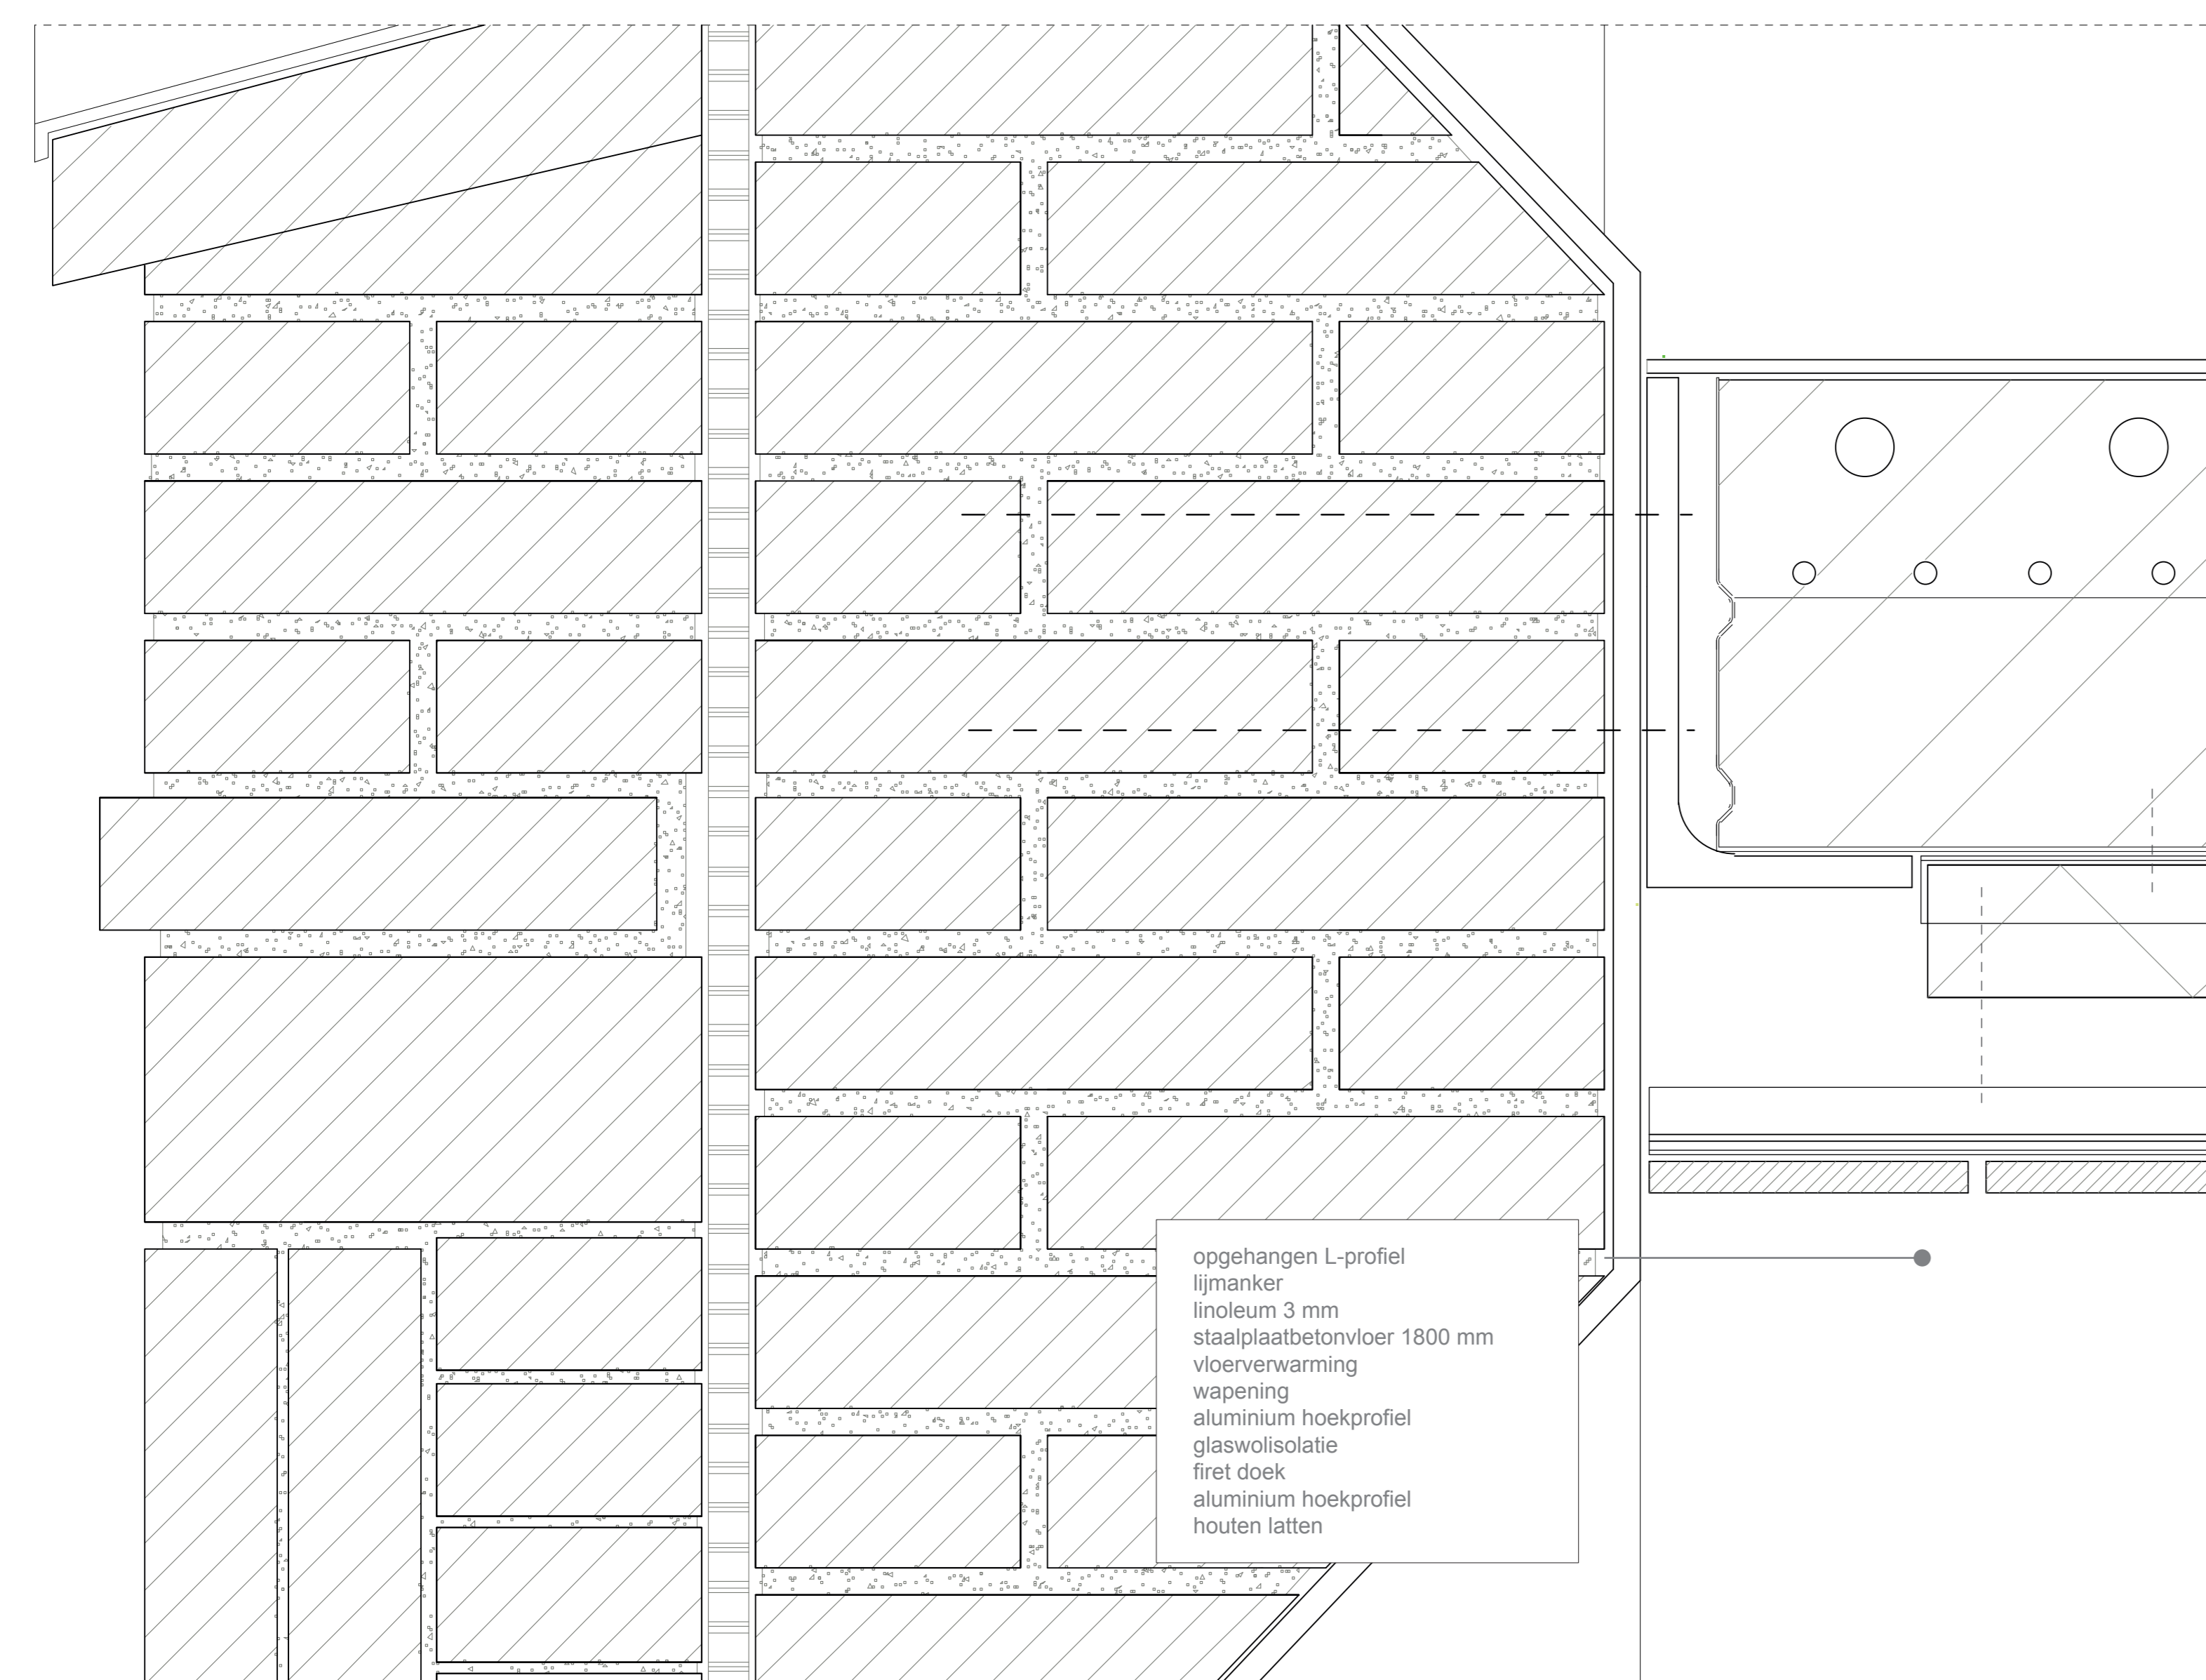 opgehangen L-profiel
lijmanker
linoleum 3 mm
staalplaatbetonvloer 1800 mm
vloerverwarming
wapening
aluminium hoekprofiel
glaswolisolatie
firet doek
aluminium hoekprofiel
houten latten